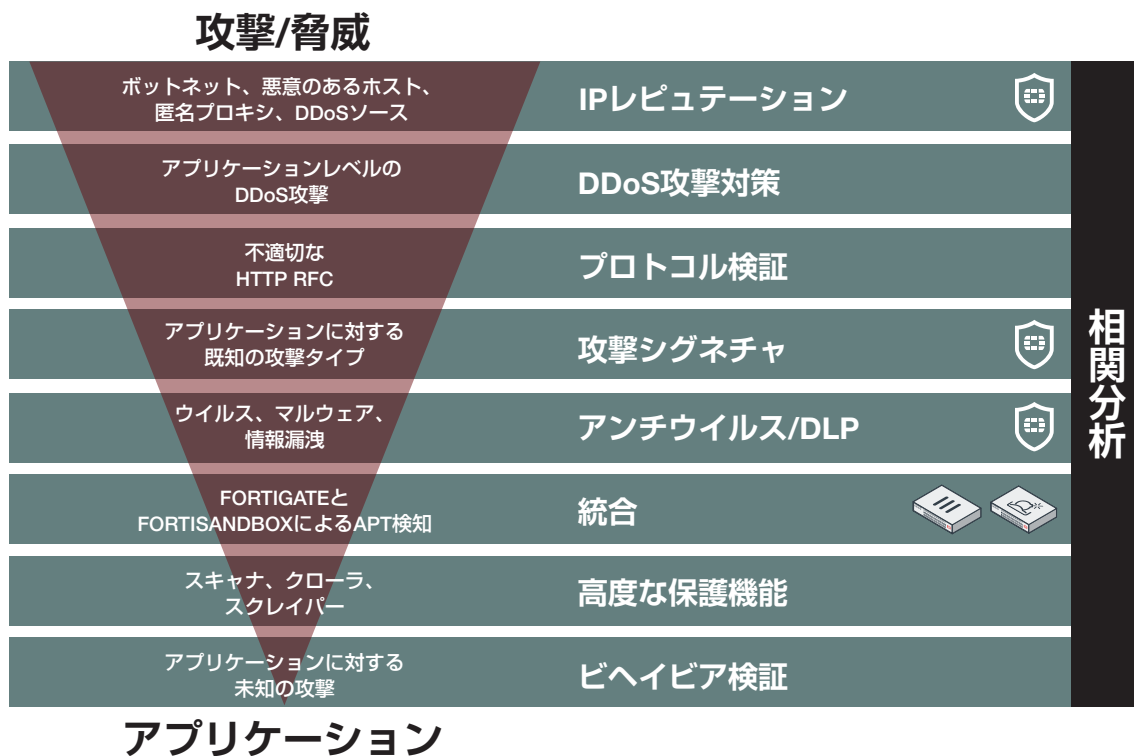 攻撃/脅威
ボットネット、悪意のあるホスト、
匿名プロキシ、DDoSソース
IPレピュテーション
アプリケーションレベルの
DDoS攻撃
DDoS攻撃対策
不適切な
HTTP RFC
プロトコル検証
アプリケーションに対する
既知の攻撃タイプ
攻撃シグネチャ
ウイルス、マルウェア、
情報漏洩
アンチウイルス/DLP
FORTIGATEと
FORTISANDBOXによるAPT検知
統合
スキャナ、クローラ、
スクレイパー
高度な保護機能
アプリケーションに対する
未知の攻撃
ビヘイビア検証
相関分析
アプリケーション